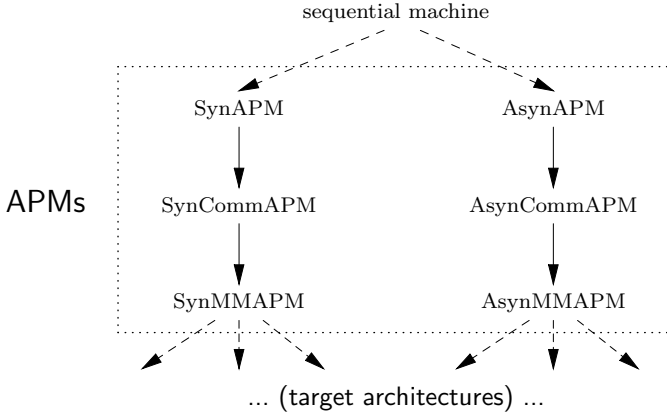 sequential machine
SynAPM
AsynAPM
APMs
SynCommAPM
AsynCommAPM
SynMMAPM
AsynMMAPM
... (target architectures) ...